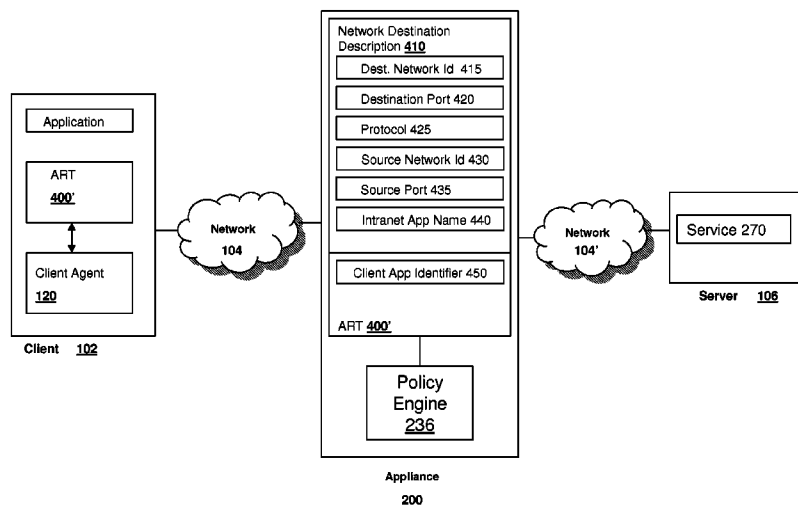 Application
ART
400'
Client Agent
120
Client 102
Network
104
Network Destination
Description 410
Dest. Network Id 415
Destination Port 420
Protocol 425
Source Network Id 430
Source Port 435
Intranet App Name 440
Client App Identifier 450
ART 400'
Policy
Engine
236
Appliance
200
Network
104'
Service 270
Server 106